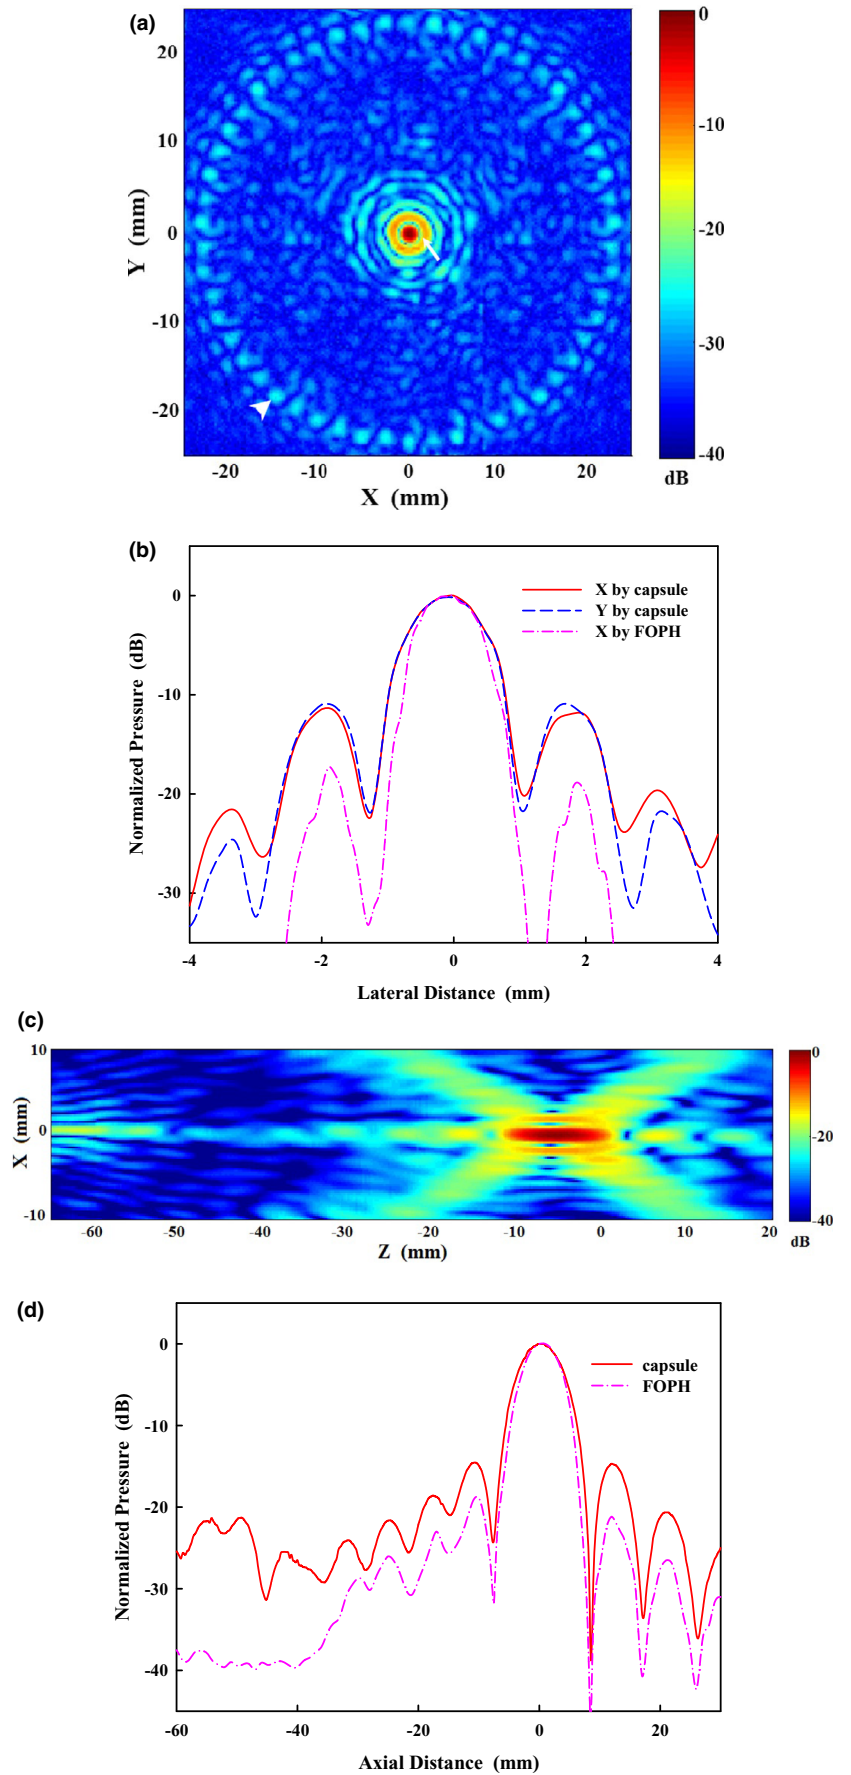 (a)
20
10
0
-10
-20
Y (mm)
-20 -10 0 10 20
X (mm)
0
-10
-20
-30
-40
dB
(b)
0
-10
-20
-30
Normalized Pressure (dB)
X by capsule
Y by capsule
X by FOPH
-4 -2 0 2 4
Lateral Distance (mm)
(c)
10
0
-10
X (mm)
-60 -50 -40 -30 -20 -10 0 10 20
Z (mm)
0
-20
-40
dB
(d)
0
-10
-20
-30
-40
Normalized Pressure (dB)
capsule
FOPH
-60 -40 -20 0 20
Axial Distance (mm)